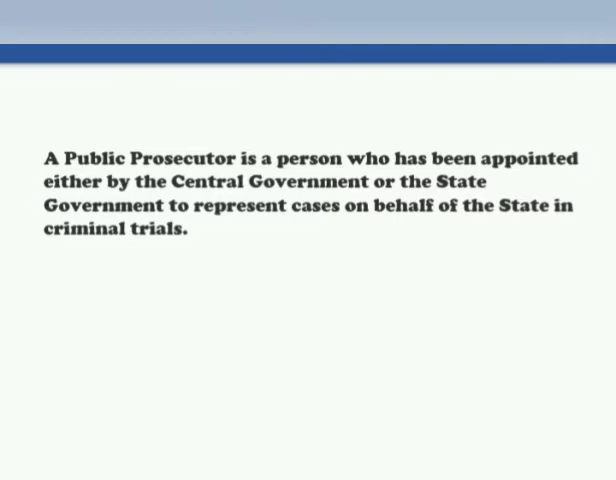 A Public Prosecutor is a person who has been appointed
either by the Central Government or the State
Government to represent cases on behalf of the State in
criminal trials.